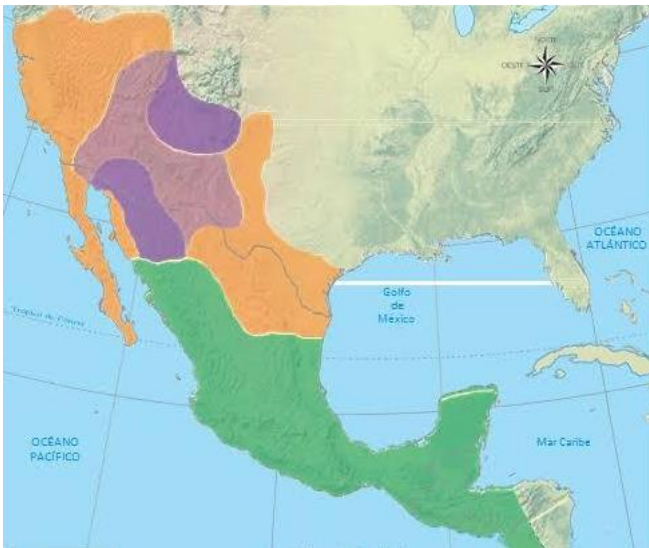 NORTE
OESTE
SUR
OCÉANO
ATLÁNTICO
Golfo
de
México
Trópico de Cáncer
OCÉANO
PACÍFICO
Mar Caribe